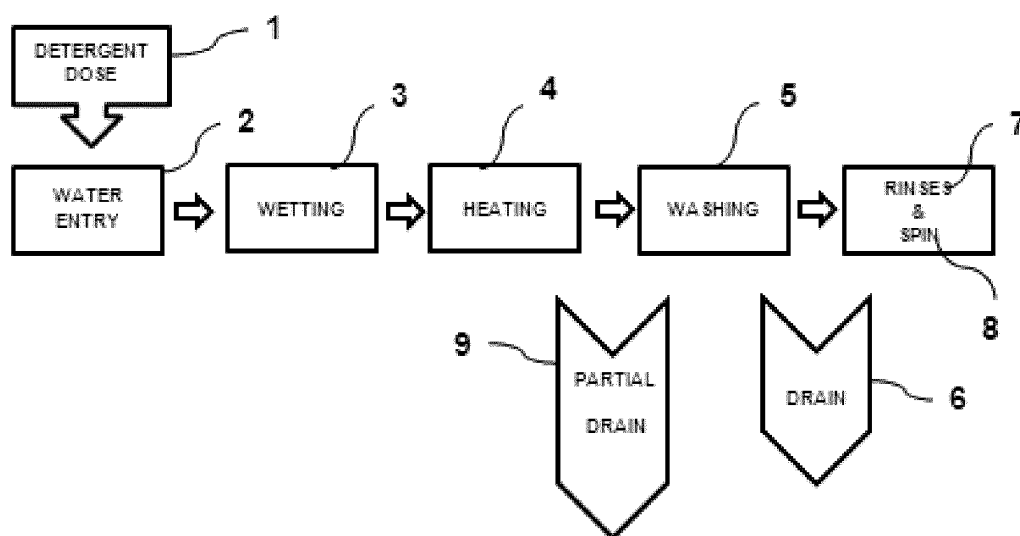 1
DETERGENT
DOSE
2
3
4
5
7
WATER
ENTRY
WETTING
HEATING
WASHING
RINSES
&
SPIN
8
9
PARTIAL
DRAIN
DRAIN
6